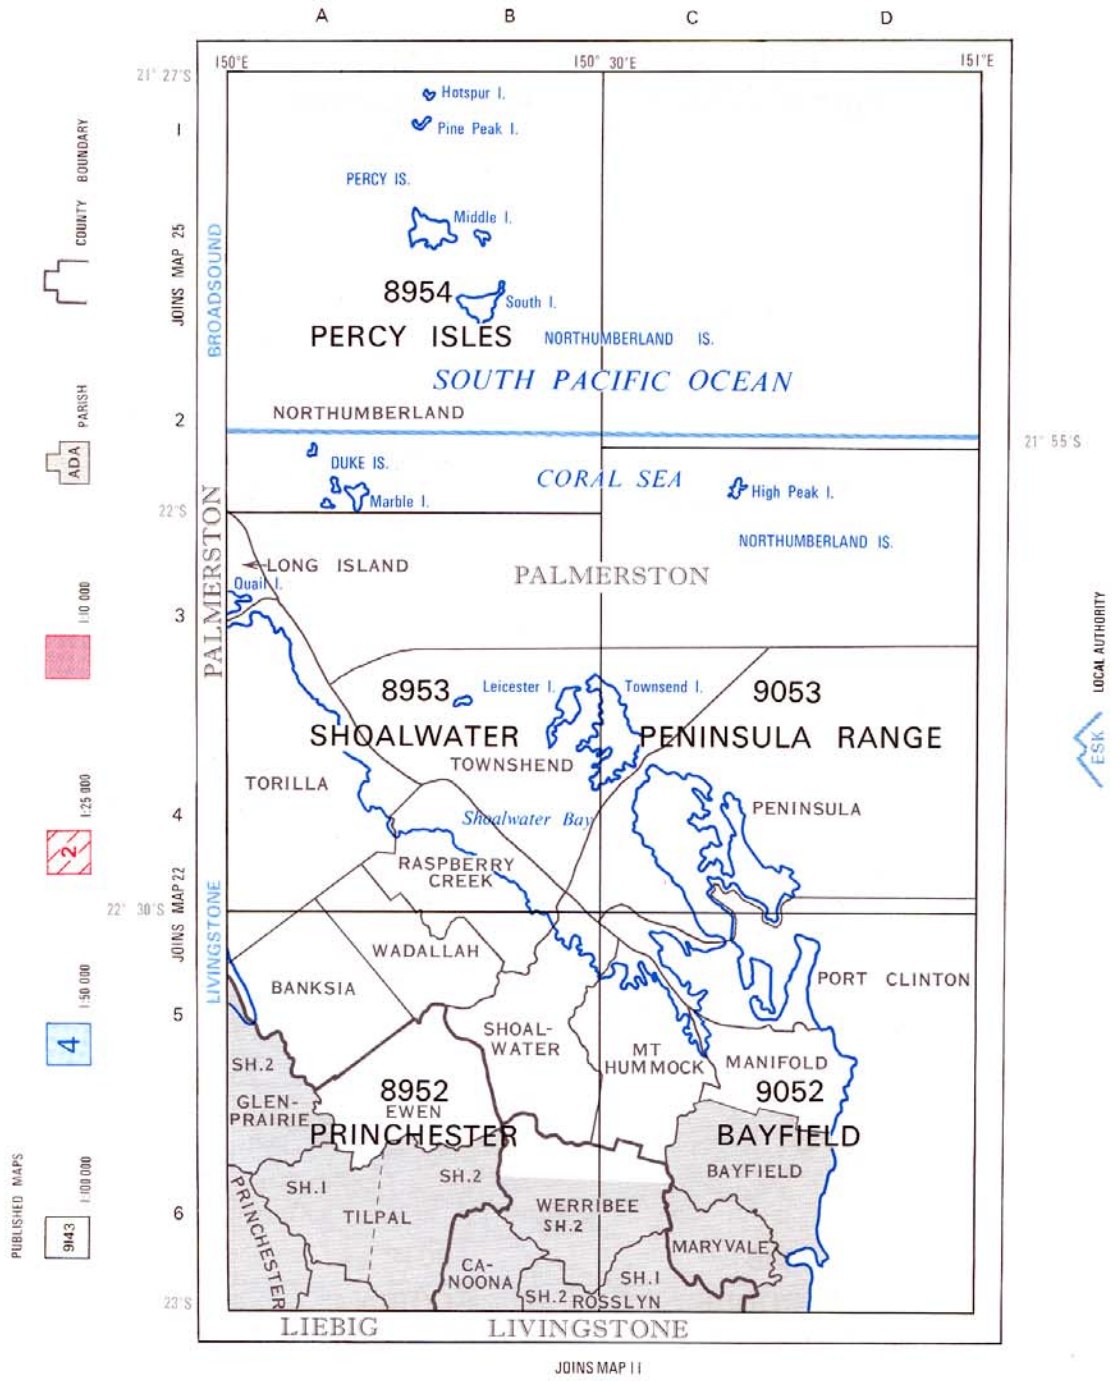 A B C D
150°E 150° 30'E 151°E
21° 27'S
Hotspur I.
1
Pine Peak I.
COUNTY BOUNDARY
PERCY IS.
Middle I.
JOINS MAP 25
BROADSOUND
8954
South I.
PERCY ISLES
NORTHUMBERLAND IS.
SOUTH PACIFIC OCEAN
NORTHUMBERLAND
2
PARISH
ADA
21° 55'S
DUKE IS.
CORAL SEA
Marble I.
High Peak I.
22°S
NORTHUMBERLAND IS.
PALMERSTON
LONG ISLAND
PALMERSTON
Quail I.
1:10 000
3
LOCAL AUTHORITY
ESK
8953
Leicester I.
Townsend I.
9053
SHOALWATER
PENINSULA RANGE
TOWNSHEND
TORILLA
PENINSULA
1:25 000
2
4
Shoalwater Bay
RASPBERRY
CREEK
22° 30'S
JOINS MAP 22
LIVINGSTONE
WADALLAH
PORT CLINTON
BANKSIA
1:50 000
4
5
SHOAL-
WATER
MT
HUMMOCK
MANIFOLD
SH.2
8952
9052
GLEN-
PRAIRIE
EWEN
PRINCHESTER
BAYFIELD
BAYFIELD
PUBLISHED MAPS
1:100 000
9143
SH.1
SH.2
PRINCHESTER
TILPAL
6
WERRIBEE
SH.2
MARYVALE
CA-
NOONA
SH.1
SH.2
ROSSLYN
23°S
LIEBIG
LIVINGSTONE
JOINS MAP 11